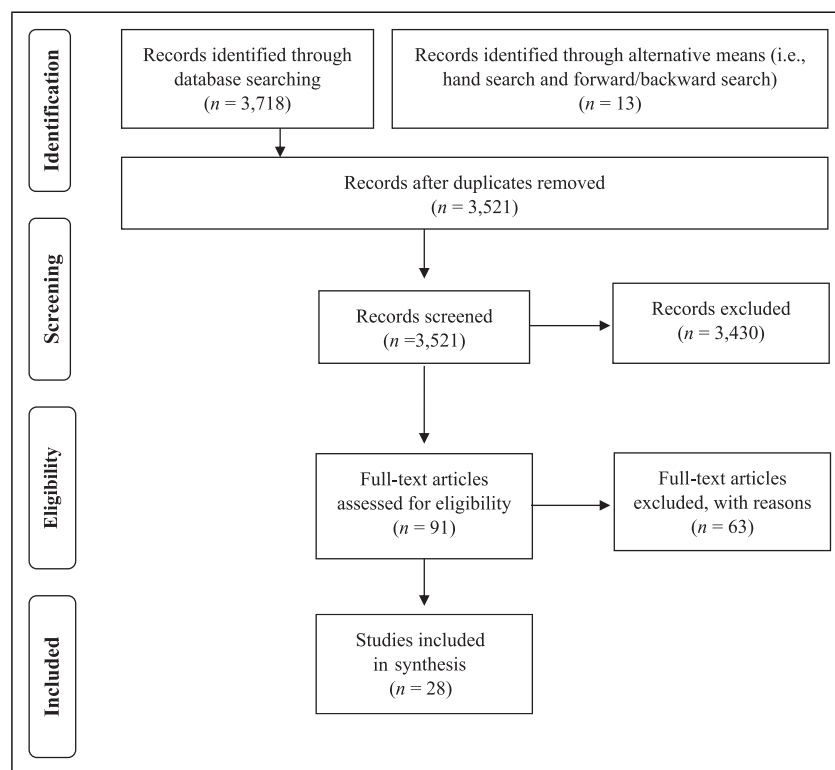 Identification
Records identified through
database searching
(n = 3,718)
Records identified through alternative means (i.e.,
hand search and forward/backward search)
(n = 13)
Records after duplicates removed
(n = 3,521)
Screening
Records screened
(n =3,521)
Records excluded
(n = 3,430)
Eligibility
Full-text articles
assessed for eligibility
(n = 91)
Full-text articles
excluded, with reasons
(n = 63)
Included
Studies included
in synthesis
(n = 28)